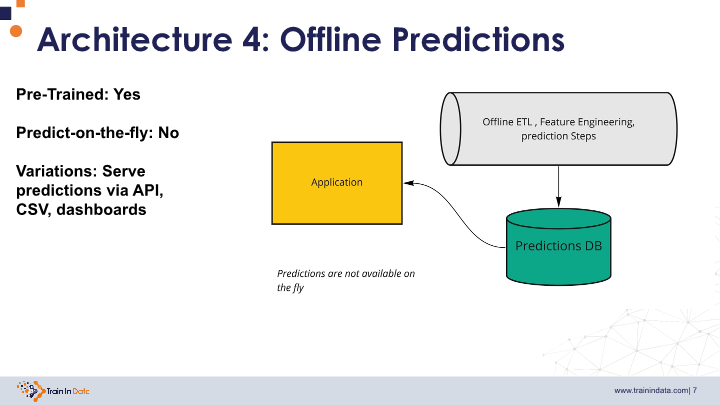 Architecture 4: Offline Predictions
Pre-Trained: Yes
Predict-on-the-fly: No
Variations: Serve
predictions via API,
CSV, dashboards
Offline ETL , Feature Engineering,
prediction Steps
Application
Predictions DB
Predictions are not available on
the fly
Train In Data
www.trainindata.com| 7